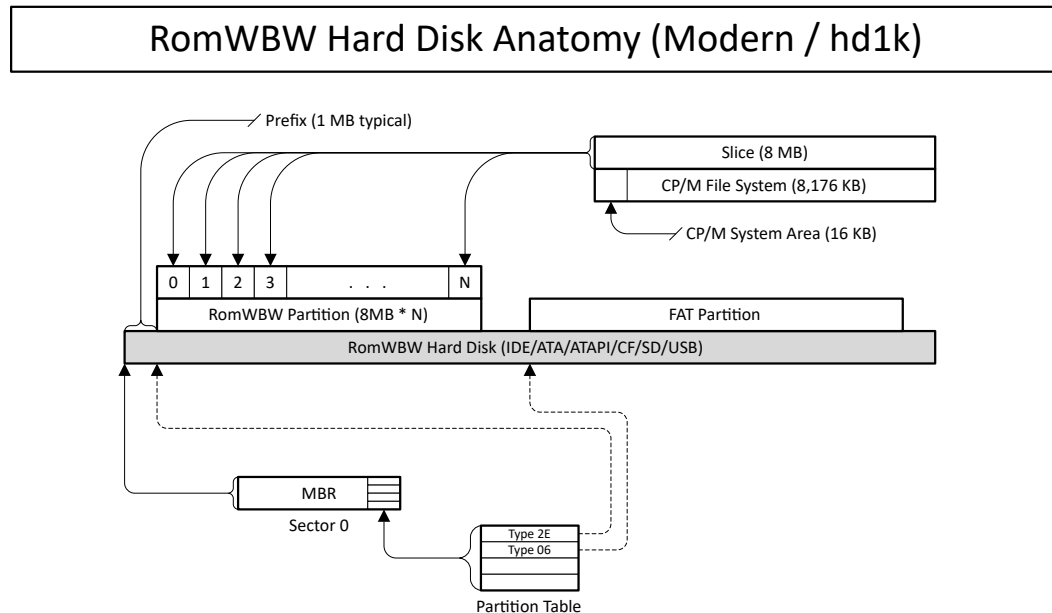 RomWBW Hard Disk Anatomy (Modern / hd1k)
Prefix (1 MB typical)
Slice (8 MB)
CP/M File System (8,176 KB)
CP/M System Area (16 KB)
0 1 2 3 . . . N
RomWBW Partition (8MB * N)
FAT Partition
RomWBW Hard Disk (IDE/ATA/ATAPI/CF/SD/USB)
MBR
Sector 0
Type 2E
Type 06
Partition Table